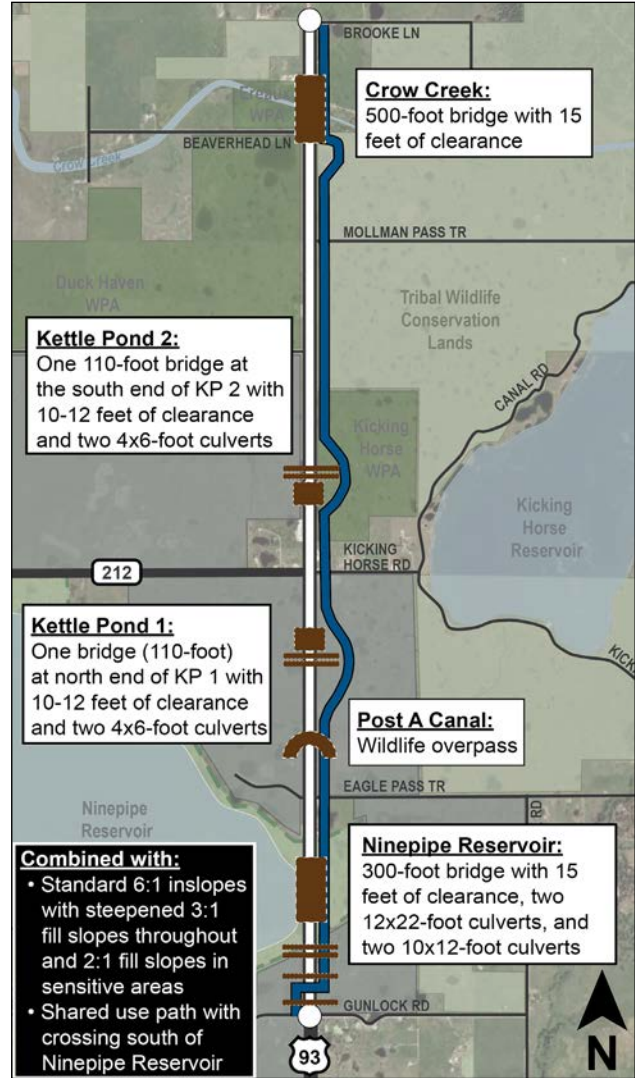 BROOKE LN
Crow Creek:
500-foot bridge with 15
feet of clearance
Ereaux
WPA
BEAVERHEAD LN
Crow Creek
MOLLMAN PASS TR
Duck Haven
WPA
Tribal Wildlife
Conservation
Lands
CANAL RD
Kettle Pond 2:
One 110-foot bridge at
the south end of KP 2 with
10-12 feet of clearance
and two 4x6-foot culverts
Kicking
Horse
WPA
Kicking
Horse
Reservoir
KICKING
HORSE RD
212
Kettle Pond 1:
One bridge (110-foot)
at north end of KP 1 with
10-12 feet of clearance
and two 4x6-foot culverts
Post A Canal:
Wildlife overpass
EAGLE PASS TR
RD
Ninepipe
Reservoir
Ninepipe Reservoir:
300-foot bridge with 15
feet of clearance, two
12x22-foot culverts, and
two 10x12-foot culverts
Combined with:
• Standard 6:1 inslopes
with steepened 3:1
fill slopes throughout
and 2:1 fill slopes in
sensitive areas
• Shared use path with
crossing south of
Ninepipe Reservoir
GUNLOCK RD
93
N